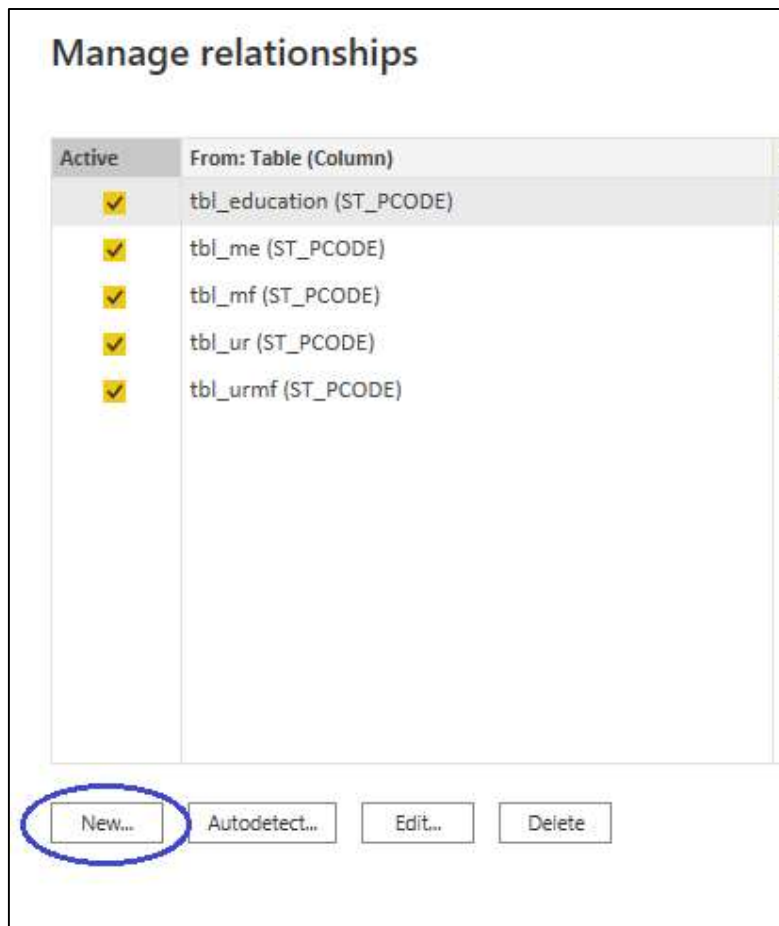 Manage relationships
Active From: Table (Column)
tbl_education (ST_PCODE)
tbl_me (ST_PCODE)
tbl_mf (ST_PCODE)
tbl_ur (ST_PCODE)
tbl_urmf (ST_PCODE)
New... Autodetect... Edit... Delete